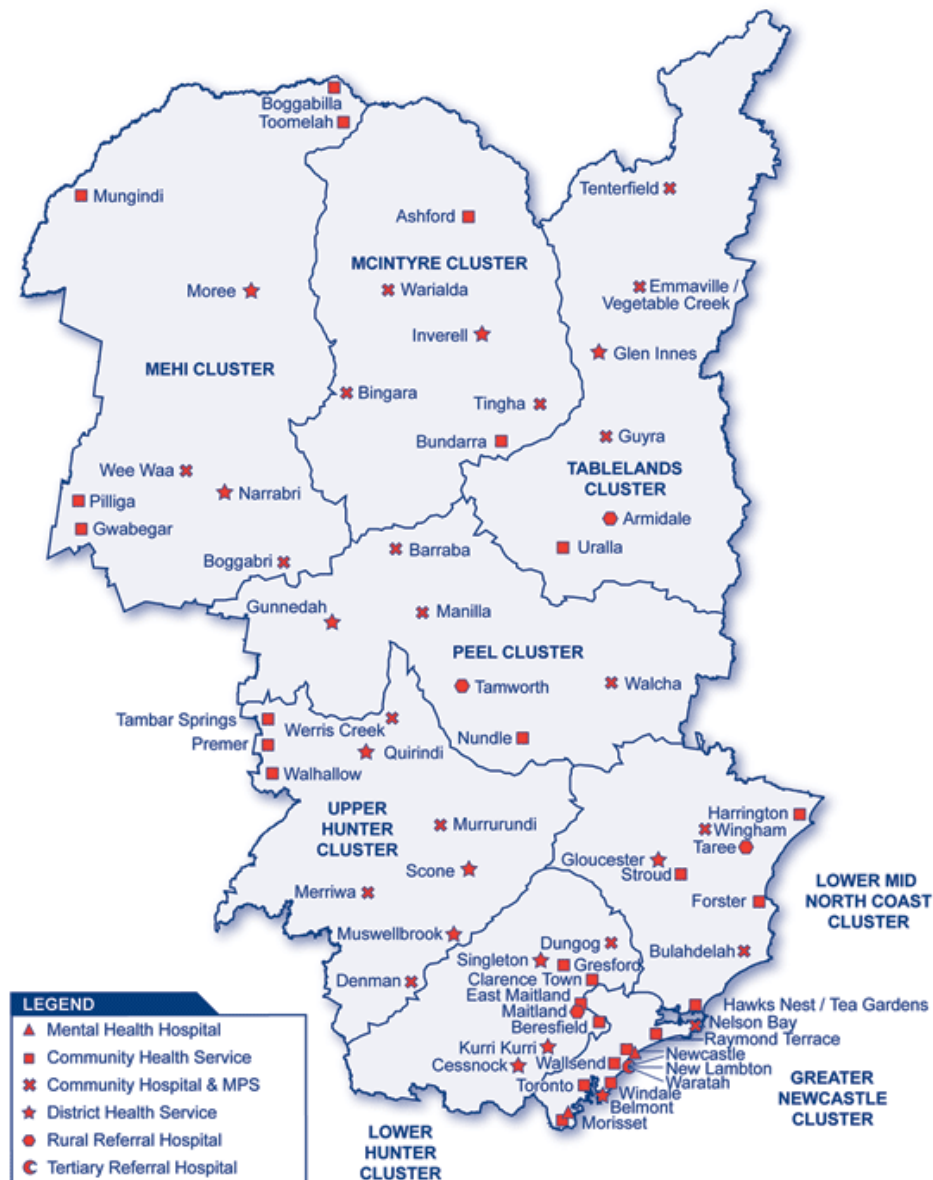 Boggabilla
Toomelah
Mungindi
Tenterfield
Ashford
MCINTYRE CLUSTER
Moree
Warialda
Emmaville /
Vegetable Creek
Inverell
Glen Innes
MEHI CLUSTER
Bingara
Tingha
Bundarra
Guyra
Wee Waa
TABLELANDS
CLUSTER
Pilliga
Narrabri
Armidale
Gwabegar
Uralla
Boggabri
Barraba
Gunnedah
Manilla
PEEL CLUSTER
Tamworth
Walcha
Tambar Springs
Werris Creek
Premer
Quirindi
Nundle
Walhallow
UPPER
HUNTER
CLUSTER
Murrurundi
Harrington
Wingham
Taree
Scone
Gloucester
Stroud
Merriwa
Forster
LOWER MID
NORTH COAST
CLUSTER
Muswellbrook
Dungog
Bulahdelah
Singleton
Gresford
Denman
Clarence Town
East Maitland
Maitland
Beresfield
Hawks Nest / Tea Gardens
Nelson Bay
Raymond Terrace
Kurri Kurri
Wallsend
Newcastle
Cessnock
New Lambton
Waratah
Toronto
Windale
Belmont
Morisset
GREATER
NEWCASTLE
CLUSTER
LOWER
HUNTER
CLUSTER
LEGEND
Mental Health Hospital
Community Health Service
Community Hospital & MPS
District Health Service
Rural Referral Hospital
Tertiary Referral Hospital